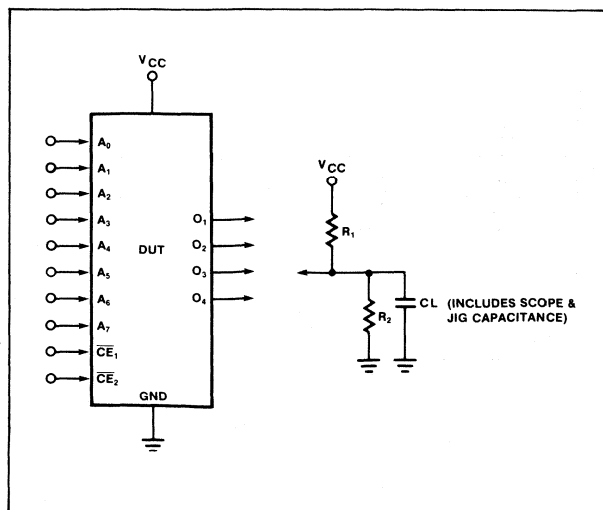 VCC
A0
A1
A2
A3
A4
A5
A6
A7
CE1
CE2
DUT
O1
O2
O3
O4
GND
VCC
R1
R2
CL (INCLUDES SCOPE &
JIG CAPACITANCE)